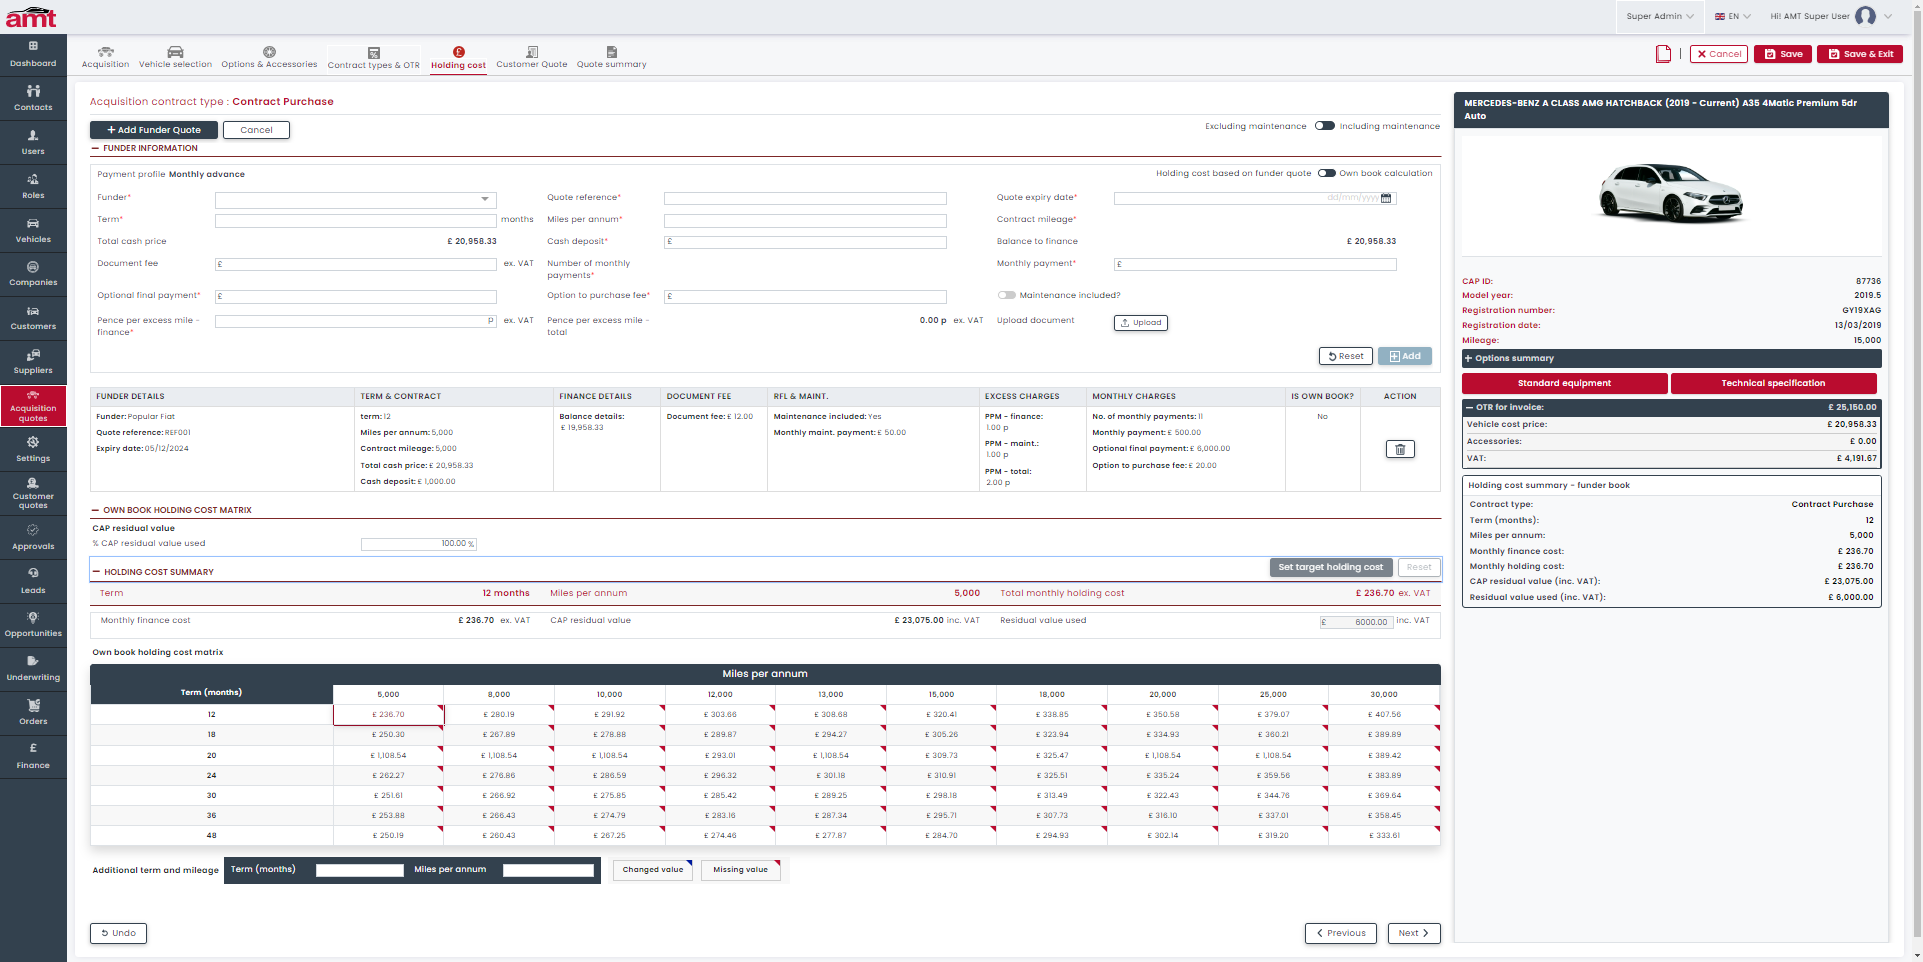 amt
Super Admin
EN
Hi! AMT Super User
Dashboard
Contacts
Users
Roles
Vehicles
Companies
Customers
Suppliers
Acquisition quotes
Settings
Customer quotes
Approvals
Leads
Opportunities
Underwriting
Orders
Finance
Acquisition
Vehicle selection
Options & Accessories
Contract types & OTR
Holding cost
Customer Quote
Quote summary
Cancel
Save
Save & Exit
Acquisition contract type : Contract Purchase
+ Add Funder Quote
Cancel
Excluding maintenance
Including maintenance
FUNDER INFORMATION
Payment profile Monthly advance
Holding cost based on funder quote
Own book calculation
Funder*
Quote reference*
Quote expiry date* dd/mm/yyyy
Term* months
Miles per annum*
Contract mileage*
Total cash price £ 20,958.33
Cash deposit* £
Balance to finance £ 20,958.33
Document fee £ ex. VAT
Number of monthly
payments*
Monthly payment* £
Optional final payment* £
Option to purchase fee* £
Maintenance included?
Pence per excess mile -
finance*
p ex. VAT
Pence per excess mile -
total
0.00 p ex. VAT
Upload document
Upload
Reset
Add
FUNDER DETAILS TERM & CONTRACT FINANCE DETAILS DOCUMENT FEE RFL & MAINT. EXCESS CHARGES MONTHLY CHARGES IS OWN BOOK? ACTION
Funder: Popular Fiat
Quote reference: REF001
Expiry date: 05/12/2024
term: 12
Miles per annum: 5,000
Contract mileage: 5,000
Total cash price: £ 20,958.33
Cash deposit: £ 1,000.00
Balance details:
£ 19,958.33
Document fee: £ 12.00
Maintenance included: Yes
Monthly maint. payment: £ 50.00
PPM - finance:
1.00 p
PPM - maint.:
1.00 p
PPM - total:
2.00 p
No. of monthly payments: 11
Monthly payment: £ 500.00
Optional final payment: £ 6,000.00
Option to purchase fee: £ 20.00
No
OWN BOOK HOLDING COST MATRIX
CAP residual value
% CAP residual value used 100.00 %
HOLDING COST SUMMARY
Set target holding cost
Reset
Term 12 months Miles per annum 5,000 Total monthly holding cost £ 236.70 ex. VAT
Monthly finance cost £ 236.70 ex. VAT CAP residual value £ 23,075.00 inc. VAT Residual value used £ 6000.00 inc. VAT
Own book holding cost matrix
Miles per annum
Term (months) 5,000 8,000 10,000 12,000 13,000 15,000 18,000 20,000 25,000 30,000
12 £ 236.70 £ 280.19 £ 291.92 £ 303.66 £ 308.68 £ 320.41 £ 338.85 £ 350.58 £ 379.07 £ 407.56
18 £ 250.30 £ 267.89 £ 278.88 £ 289.87 £ 294.27 £ 305.26 £ 323.94 £ 334.93 £ 360.21 £ 389.89
20 £ 1,108.54 £ 1,108.54 £ 1,108.54 £ 293.01 £ 1,108.54 £ 309.73 £ 325.47 £ 1,108.54 £ 1,108.54 £ 389.42
24 £ 262.27 £ 276.86 £ 286.59 £ 296.32 £ 301.18 £ 310.91 £ 325.51 £ 335.24 £ 359.56 £ 383.89
30 £ 251.61 £ 266.92 £ 275.85 £ 285.42 £ 289.25 £ 298.18 £ 313.49 £ 322.43 £ 344.76 £ 369.64
36 £ 253.88 £ 266.43 £ 274.79 £ 283.16 £ 287.34 £ 295.71 £ 307.73 £ 316.10 £ 337.01 £ 358.45
48 £ 250.19 £ 260.43 £ 267.25 £ 274.46 £ 277.87 £ 284.70 £ 294.93 £ 302.14 £ 319.20 £ 333.61
Additional term and mileage Term (months) Miles per annum
Changed value
Missing value
Undo
Previous
Next
MERCEDES-BENZ A CLASS AMG HATCHBACK (2019 - Current) A35 4Matic Premium 5dr
Auto
CAP ID: 87736
Model year: 2019.5
Registration number: GY19XAG
Registration date: 13/03/2019
Mileage: 15,000
+ Options summary
Standard equipment
Technical specification
OTR for invoice: £ 25,150.00
Vehicle cost price: £ 20,958.33
Accessories: £ 0.00
VAT: £ 4,191.67
Holding cost summary - funder book
Contract type: Contract Purchase
Term (months): 12
Miles per annum: 5,000
Monthly finance cost: £ 236.70
Monthly holding cost: £ 236.70
CAP residual value (inc. VAT): £ 23,075.00
Residual value used (inc. VAT): £ 6,000.00